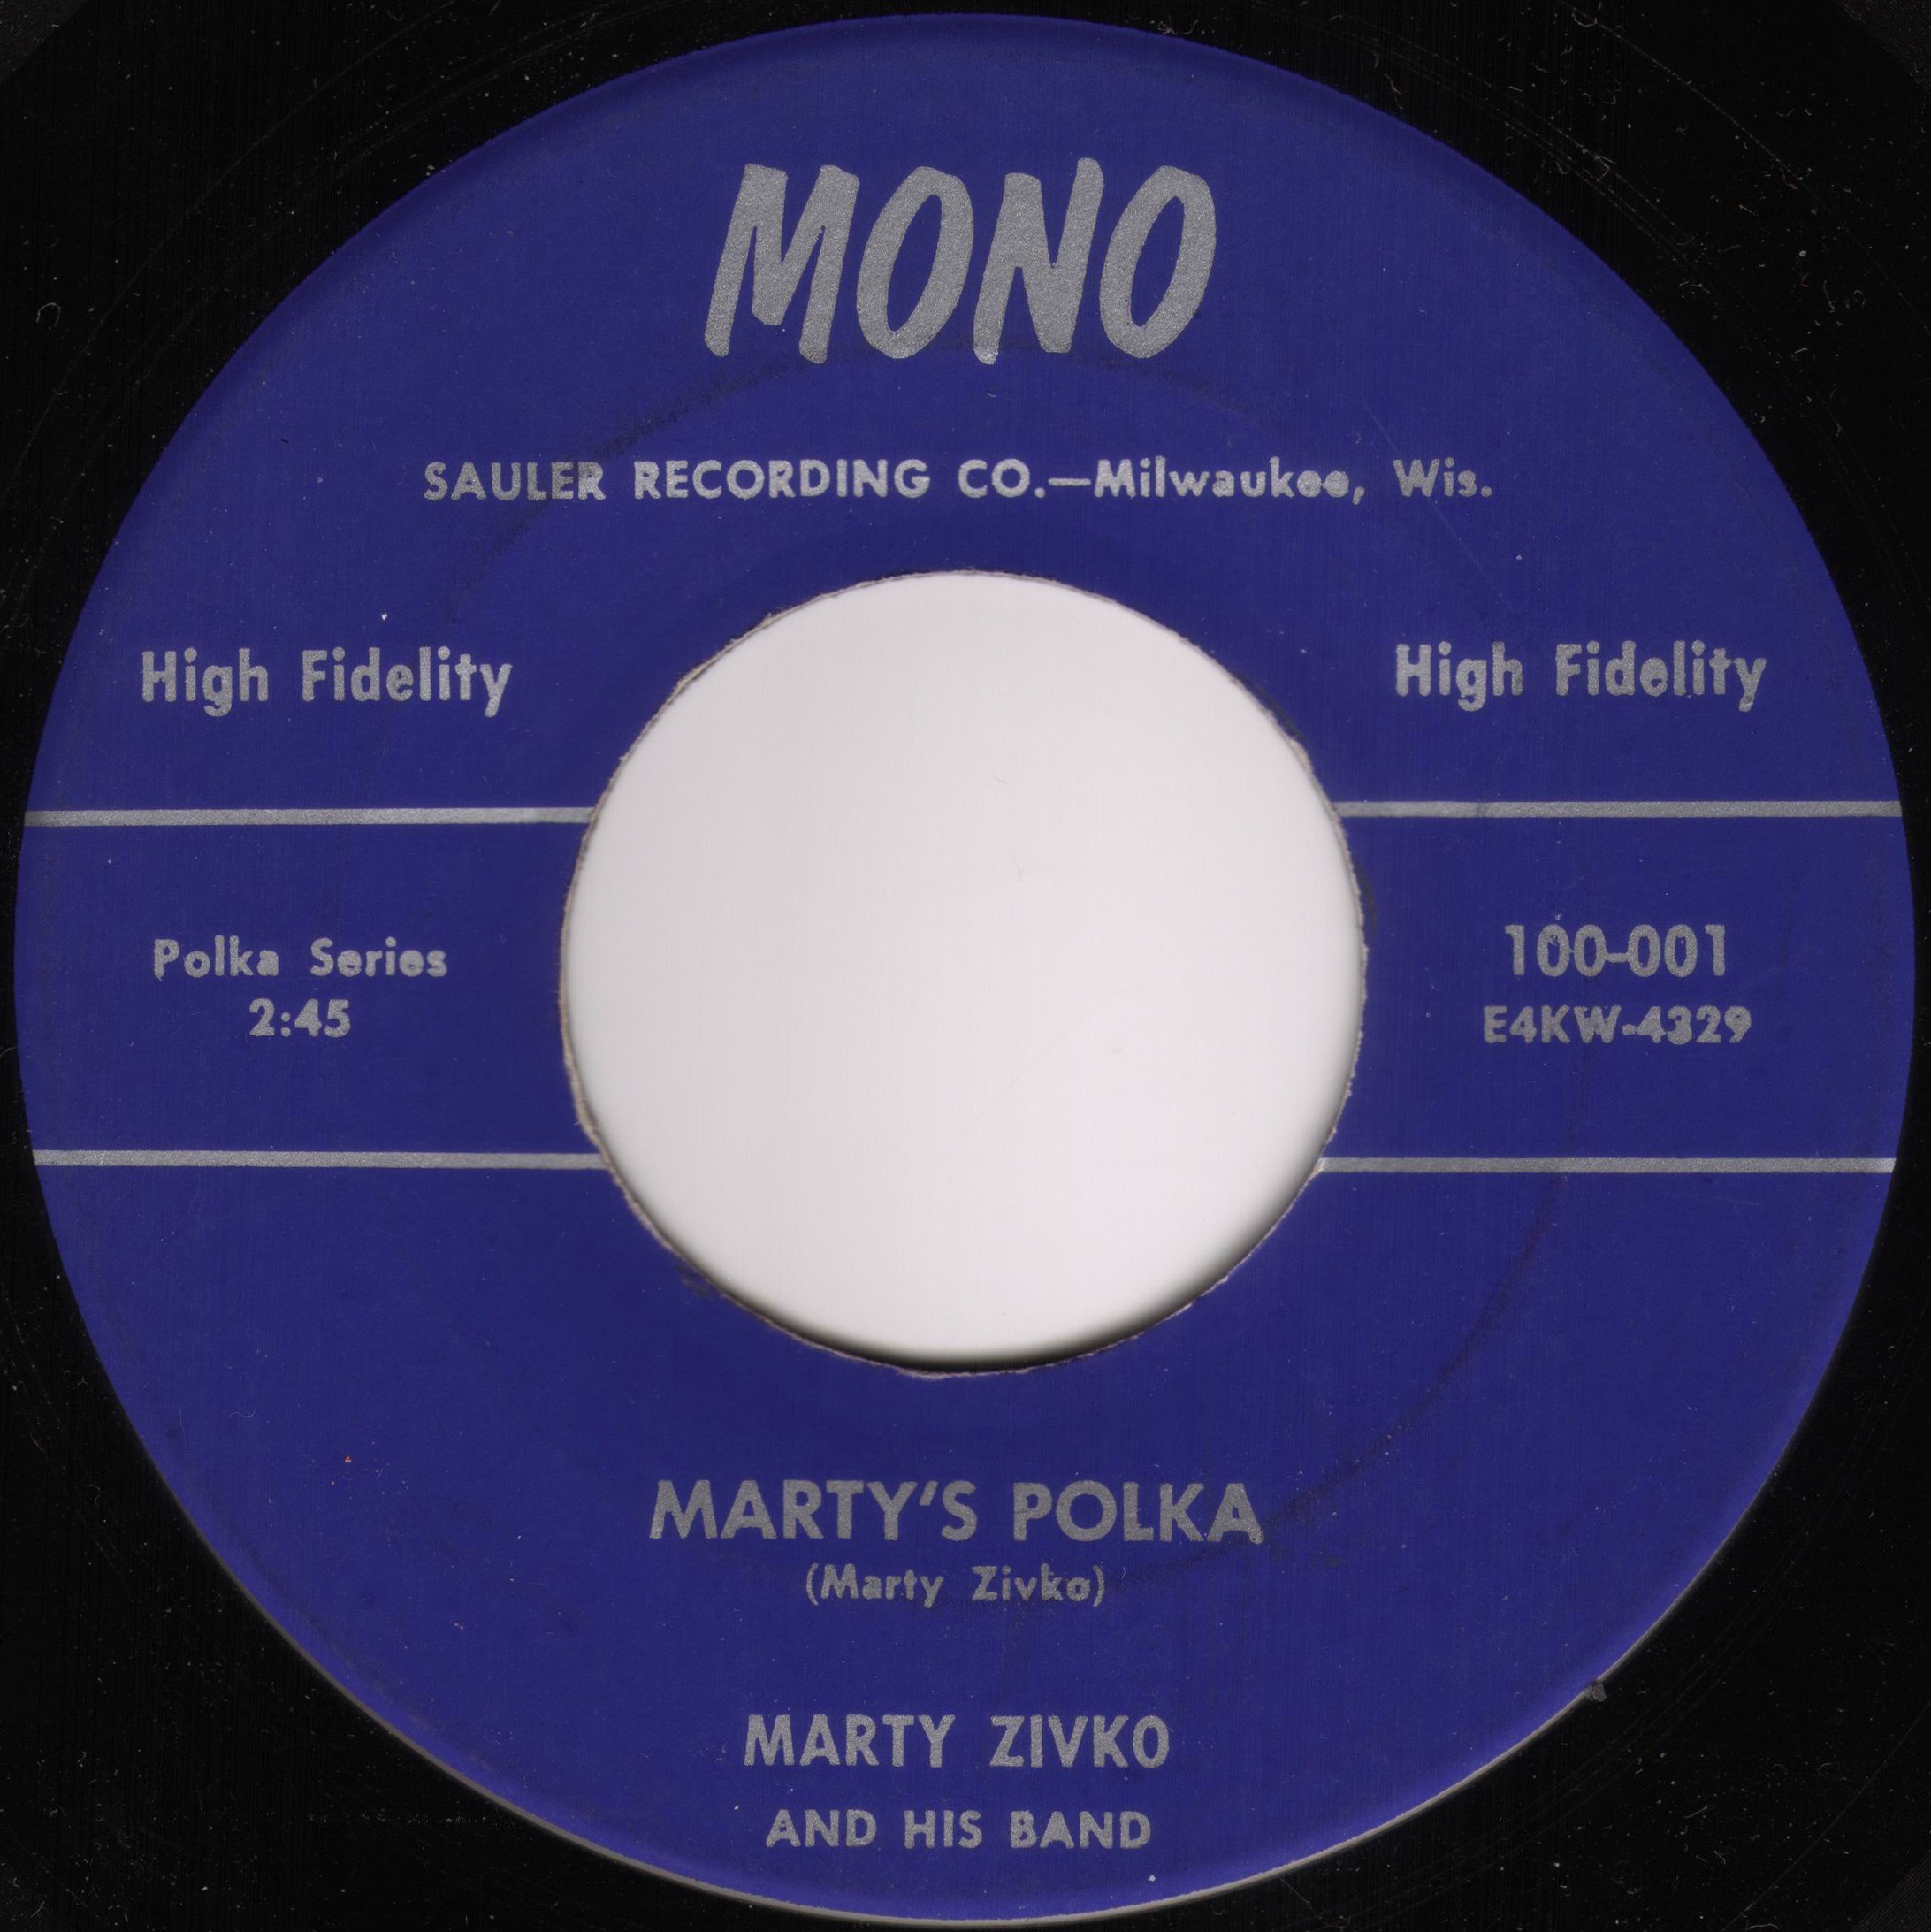 MONO
SAULER RECORDING CO.—Milwaukee, Wis.
High Fidelity
High Fidelity
Polka Series
2:45
100-001
E4KW-4329
MARTY'S POLKA
(Marty Zivko)
MARTY ZIVKO
AND HIS BAND